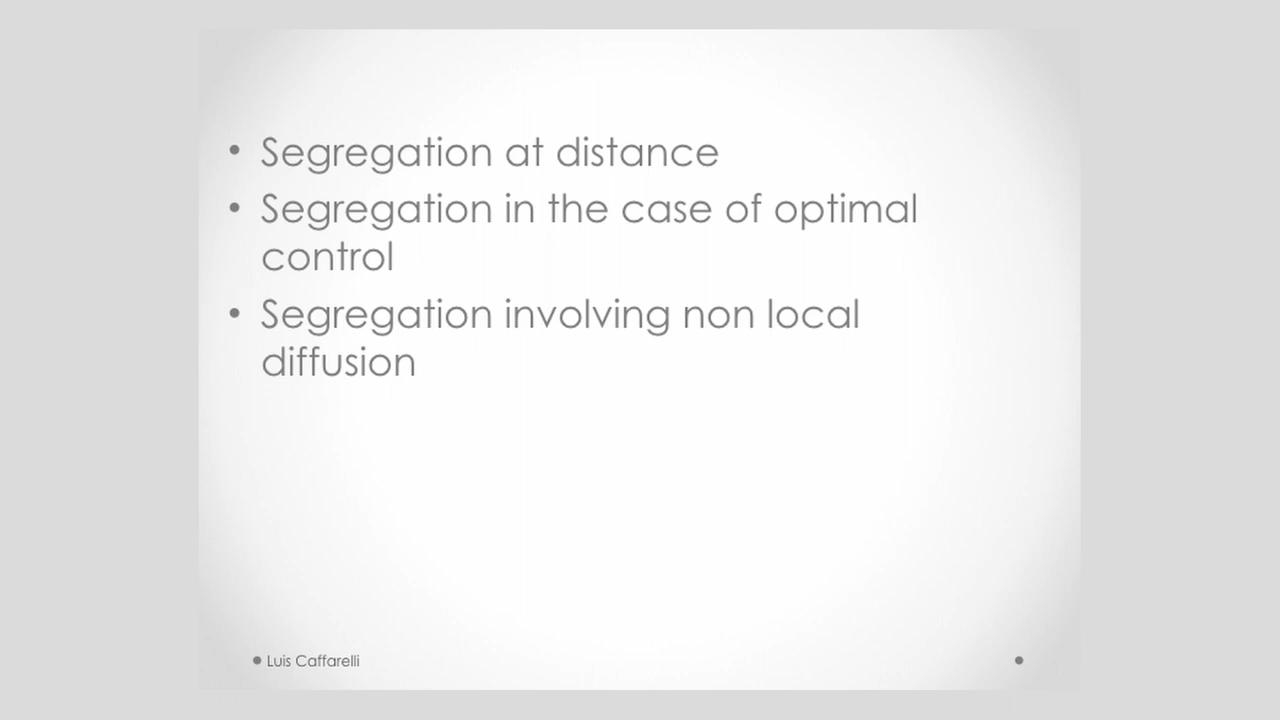 • Segregation at distance
• Segregation in the case of optimal
control
• Segregation involving non local
diffusion
• Luis Caffarelli
•